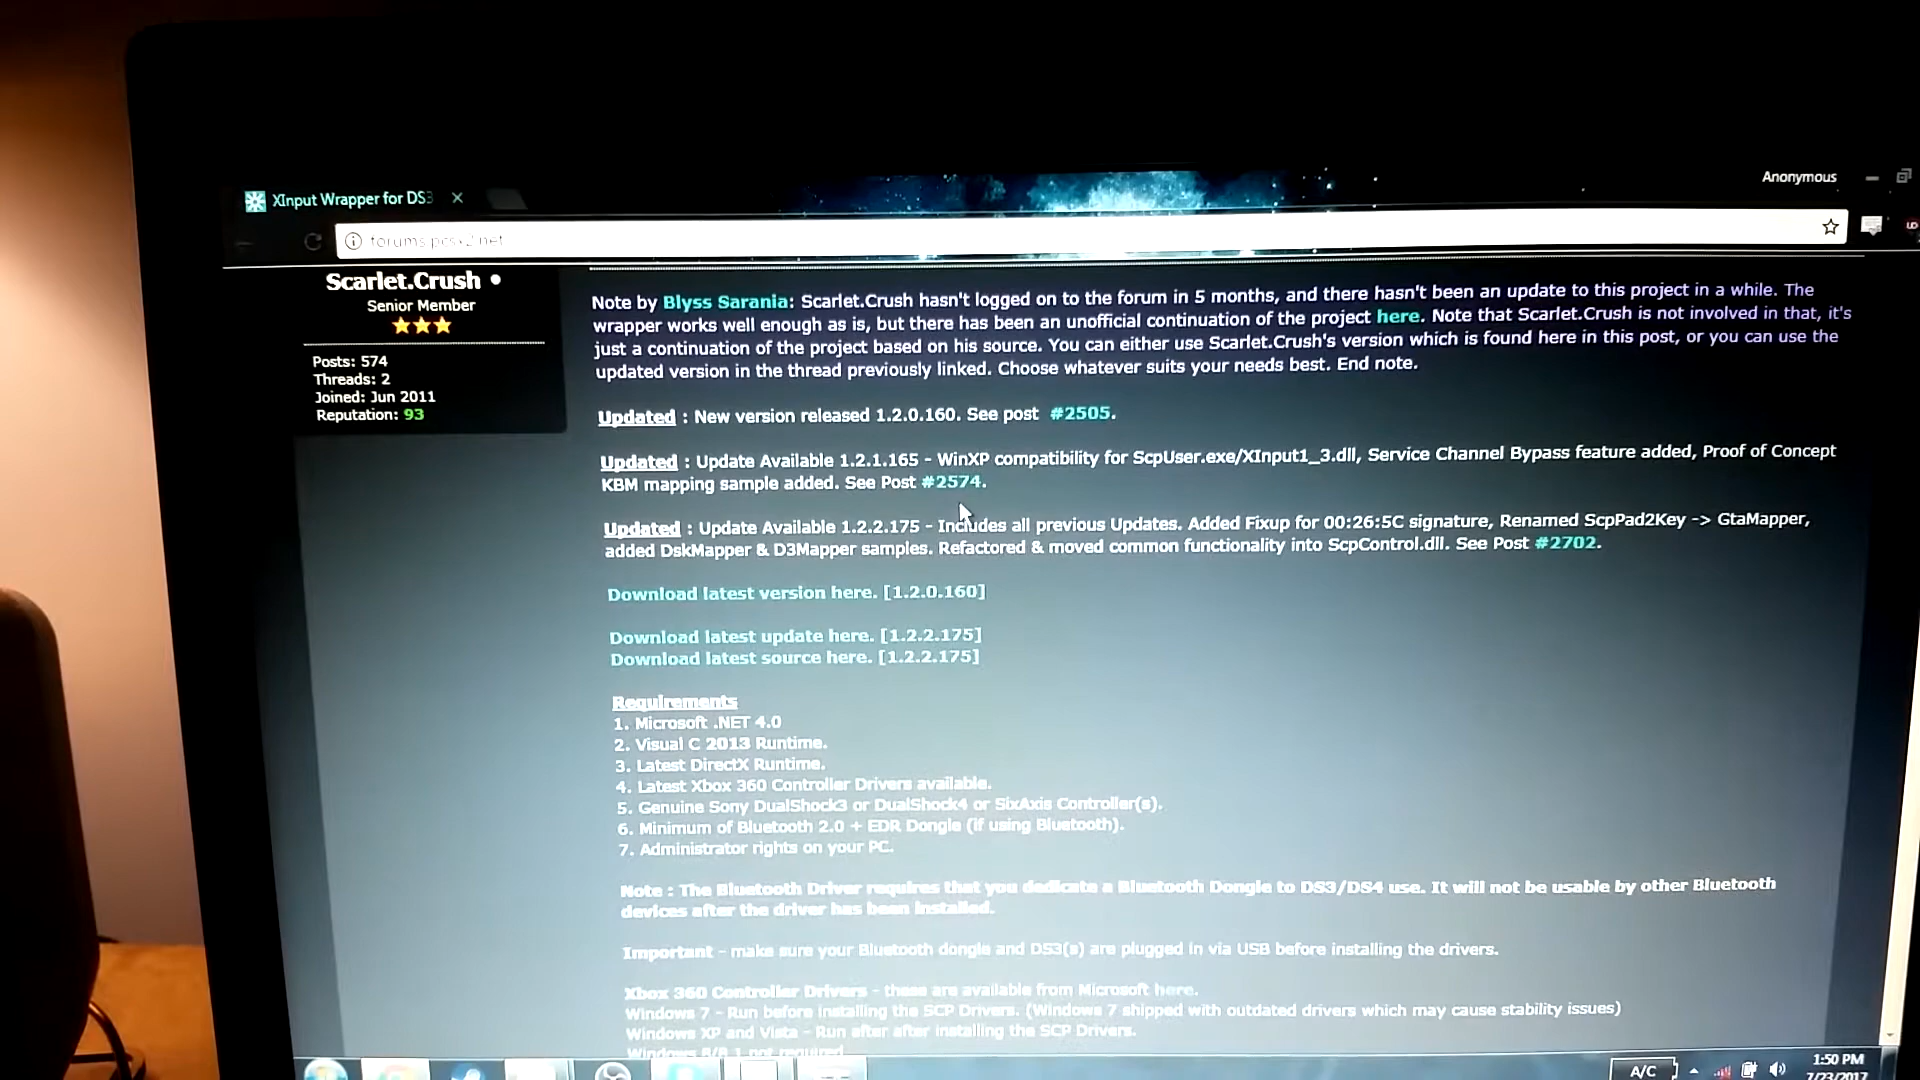 Anonymous
XInput Wrapper for DS3
forums.pcsx2.net
Scarlet.Crush
Senior Member
Posts: 574
Threads: 2
Joined: Jun 2011
Reputation: 93
Note by Blyss Sarania: Scarlet.Crush hasn't logged on to the forum in 5 months, and there hasn't been an update to this project in a while. The
wrapper works well enough as is, but there has been an unofficial continuation of the project here. Note that Scarlet.Crush is not involved in that, it's
just a continuation of the project based on his source. You can either use Scarlet.Crush's version which is found here in this post, or you can use the
updated version in the thread previously linked. Choose whatever suits your needs best. End note.
Updated : New version released 1.2.0.160. See post #2505.
Updated : Update Available 1.2.1.165 - WinXP compatibility for ScpUser.exe/XInput1_3.dll, Service Channel Bypass feature added, Proof of Concept
KBM mapping sample added. See Post #2574.
Updated : Update Available 1.2.2.175 - Includes all previous Updates. Added Fixup for 00:26:5C signature, Renamed ScpPad2Key -> GtaMapper,
added DskMapper & D3Mapper samples. Refactored & moved common functionality into ScpControl.dll. See Post #2702.
Download latest version here. [1.2.0.160]
Download latest update here. [1.2.2.175]
Download latest source here. [1.2.2.175]
Requirements
1. Microsoft .NET 4.0
2. Visual C 2013 Runtime.
3. Latest DirectX Runtime.
4. Latest Xbox 360 Controller Drivers available.
5. Genuine Sony DualShock3 or DualShock4 or SixAxis Controller(s).
6. Minimum of Bluetooth 2.0 + EDR Dongle (if using Bluetooth).
7. Administrator rights on your PC.
Note : The Bluetooth Driver requires that you dedicate a Bluetooth Dongle to DS3/DS4 use. It will not be usable by other Bluetooth
devices after the driver has been installed.
Important - make sure your Bluetooth dongle and DS3(s) are plugged in via USB before installing the drivers.
Xbox 360 Controller Drivers - these are available from Microsoft here.
Windows 7 - Run before installing the SCP Drivers. (Windows 7 shipped with outdated drivers which may cause stability issues)
Windows XP and Vista - Run after after installing the SCP Drivers.
Windows 8/8.1 not required
A/C
1:50 PM
7/23/2017